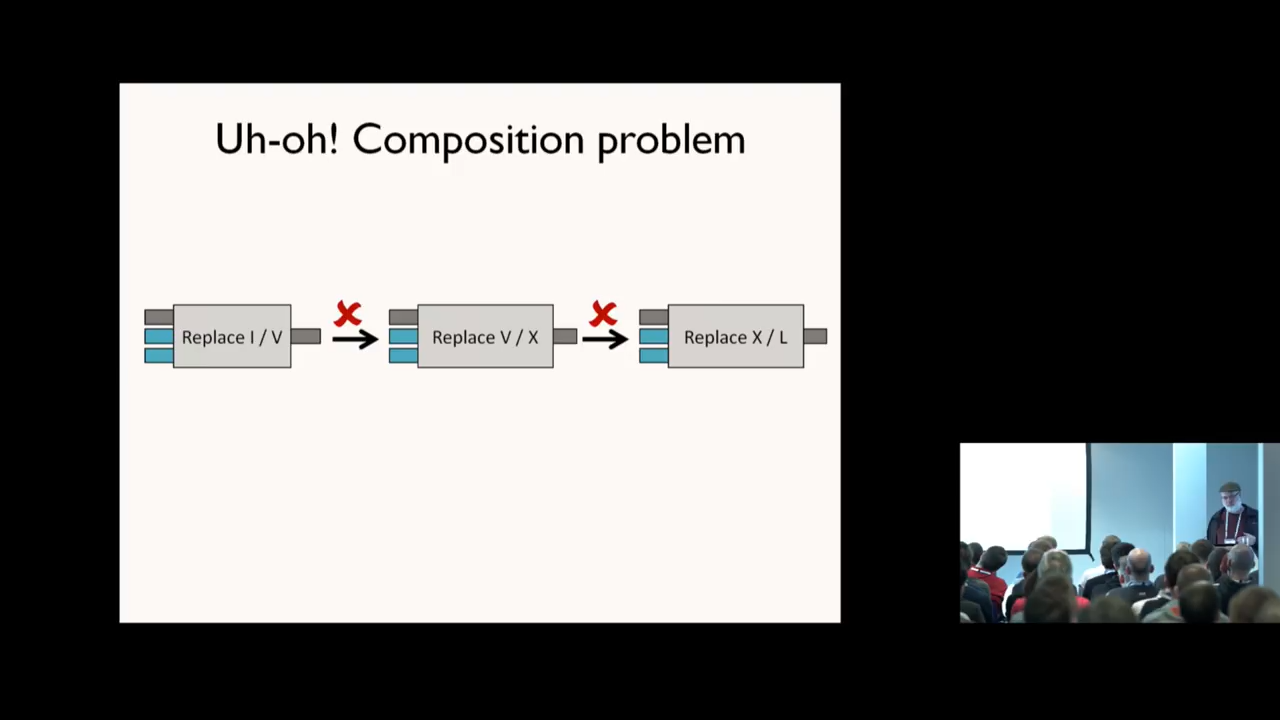 Uh-oh! Composition problem
Replace I / V
Replace V / X
Replace X / L